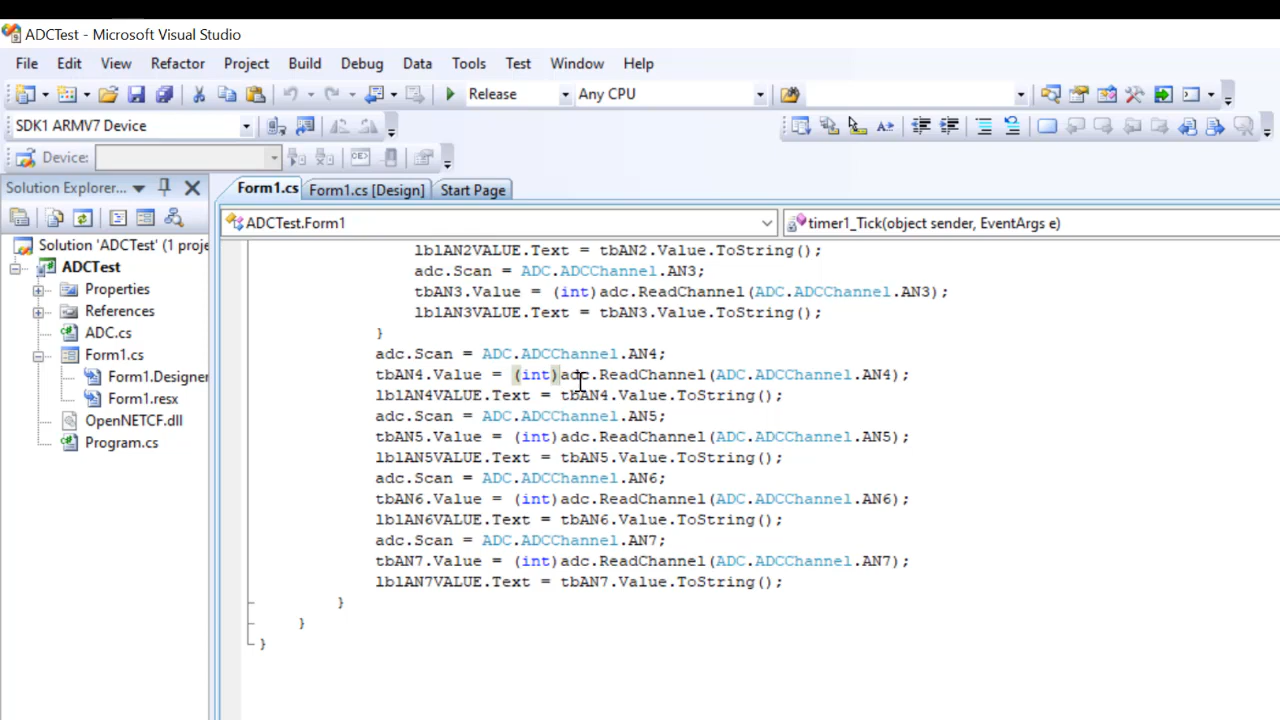 ADCTest - Microsoft Visual Studio
File Edit View Refactor Project Build Debug Data Tools Test Window Help
Release Any CPU
SDK1 ARMV7 Device
Device:
Solution Explorer...
Form1.cs Form1.cs [Design] Start Page
ADCTest.Form1 timer1_Tick(object sender, EventArgs e)
Solution 'ADCTest' (1 proje
ADCTest
Properties
References
ADC.cs
Form1.cs
Form1.Designer
Form1.resx
OpenNETCF.dll
Program.cs
lblAN2VALUE.Text = tbAN2.Value.ToString();
adc.Scan = ADC.ADCChannel.AN3;
tbAN3.Value = (int)adc.ReadChannel(ADC.ADCChannel.AN3);
lblAN3VALUE.Text = tbAN3.Value.ToString();
}
adc.Scan = ADC.ADCChannel.AN4;
tbAN4.Value = (int)adc.ReadChannel(ADC.ADCChannel.AN4);
lblAN4VALUE.Text = tbAN4.Value.ToString();
adc.Scan = ADC.ADCChannel.AN5;
tbAN5.Value = (int)adc.ReadChannel(ADC.ADCChannel.AN5);
lblAN5VALUE.Text = tbAN5.Value.ToString();
adc.Scan = ADC.ADCChannel.AN6;
tbAN6.Value = (int)adc.ReadChannel(ADC.ADCChannel.AN6);
lblAN6VALUE.Text = tbAN6.Value.ToString();
adc.Scan = ADC.ADCChannel.AN7;
tbAN7.Value = (int)adc.ReadChannel(ADC.ADCChannel.AN7);
lblAN7VALUE.Text = tbAN7.Value.ToString();
}
}
}